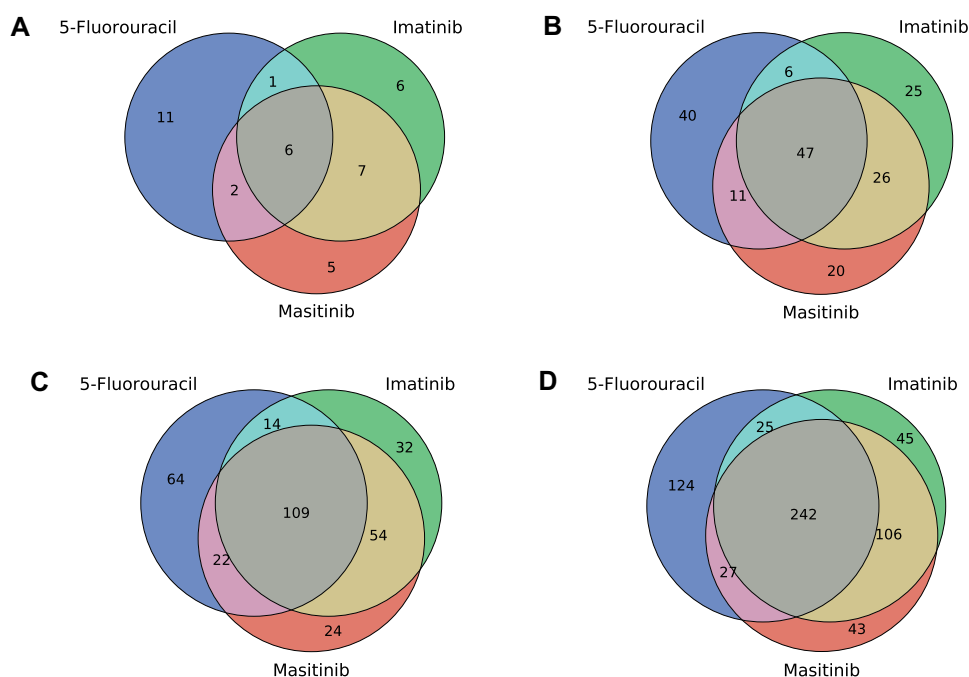 A
5-Fluorouracil
Imatinib
11
1
6
6
7
2
5
Masitinib
B
5-Fluorouracil
Imatinib
40
6
25
47
26
11
20
Masitinib
C
5-Fluorouracil
Imatinib
64
14
32
109
54
22
24
Masitinib
D
5-Fluorouracil
Imatinib
124
25
45
242
106
27
43
Masitinib